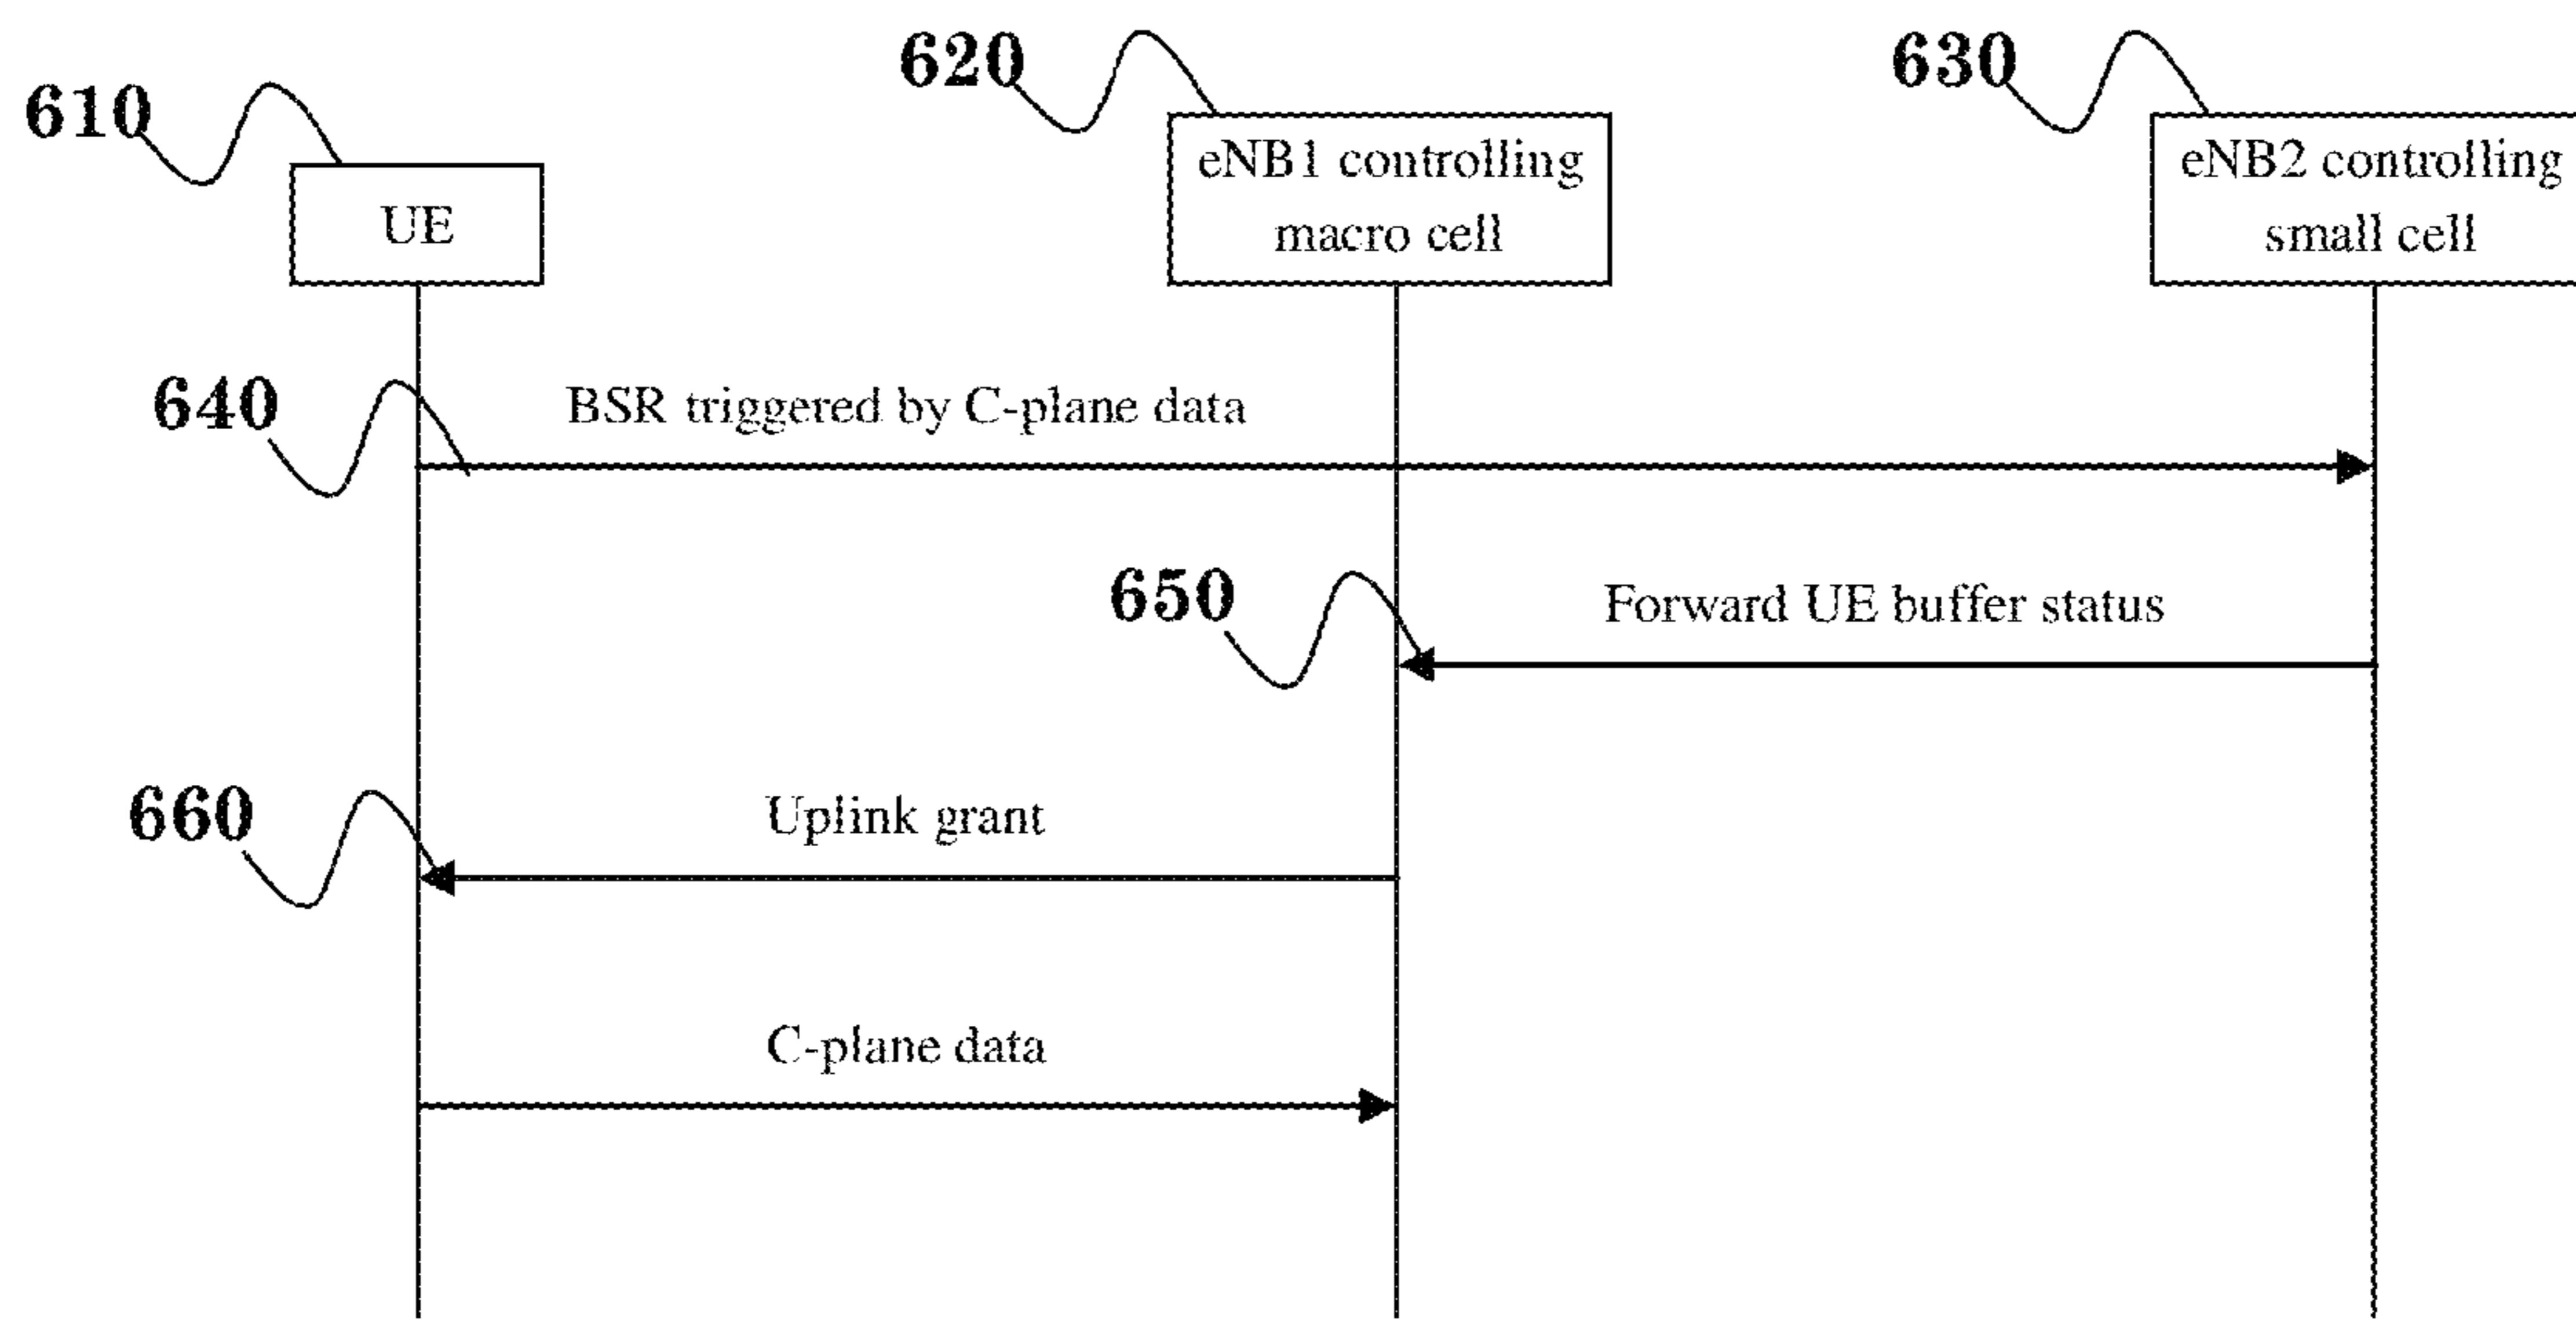 620
630
610
eNB1 controlling
macro cell
eNB2 controlling
small cell
UE
640
BSR triggered by C-plane data
650
Forward UE buffer status
660
Uplink grant
C-plane data